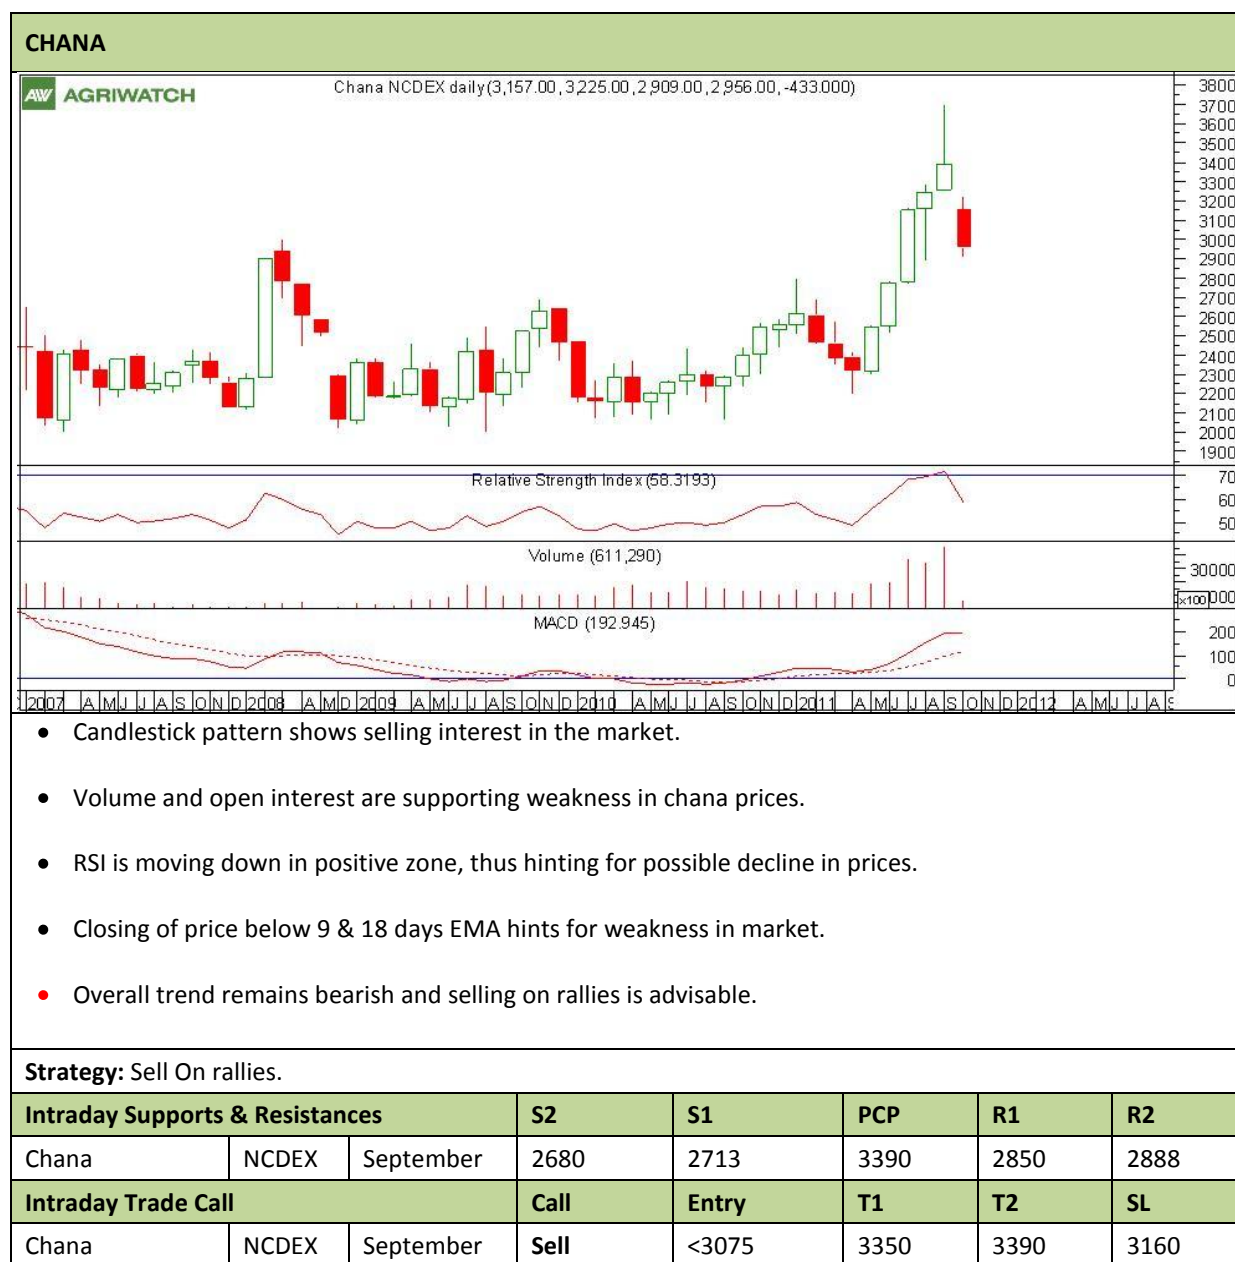 CHANA
AW AGRIWATCH
Chana NCDEX daily(3,157.00, 3,225.00, 2,909.00, 2,956.00, -433.000)
3800
3700
3600
3500
3400
3300
3200
3100
3000
2900
2800
2700
2600
2500
2400
2300
2200
2100
2000
1900
Relative Strength Index (58.3193)
70
60
50
Volume (611,290)
30000
x100
MACD (192.945)
200
100
0
2007 A M J J A S O N D 2008 A M D 2009 A M J J A S O N D 2010 A M J J A S O N D 2011 A M J J A S O N D 2012 A M J J A S
• Candlestick pattern shows selling interest in the market.
• Volume and open interest are supporting weakness in chana prices.
• RSI is moving down in positive zone, thus hinting for possible decline in prices.
• Closing of price below 9 & 18 days EMA hints for weakness in market.
• Overall trend remains bearish and selling on rallies is advisable.
Strategy: Sell On rallies.
Intraday Supports & Resistances S2 S1 PCP R1 R2
Chana NCDEX September 2680 2713 3390 2850 2888
Intraday Trade Call Call Entry T1 T2 SL
Chana NCDEX September Sell <3075 3350 3390 3160